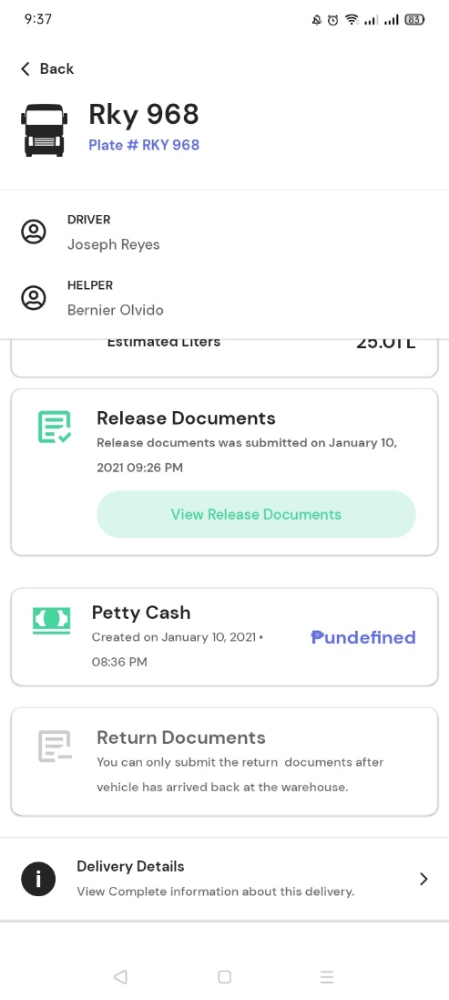 9:37
83
Back
Rky 968
Plate # RKY 968
DRIVER
Joseph Reyes
HELPER
Bernier Olvido
Estimated Liters 25.01 L
Release Documents
Release documents was submitted on January 10,
2021 09:26 PM
View Release Documents
Petty Cash
Created on January 10, 2021 •
08:36 PM
₱undefined
Return Documents
You can only submit the return documents after
vehicle has arrived back at the warehouse.
Delivery Details
View Complete information about this delivery.